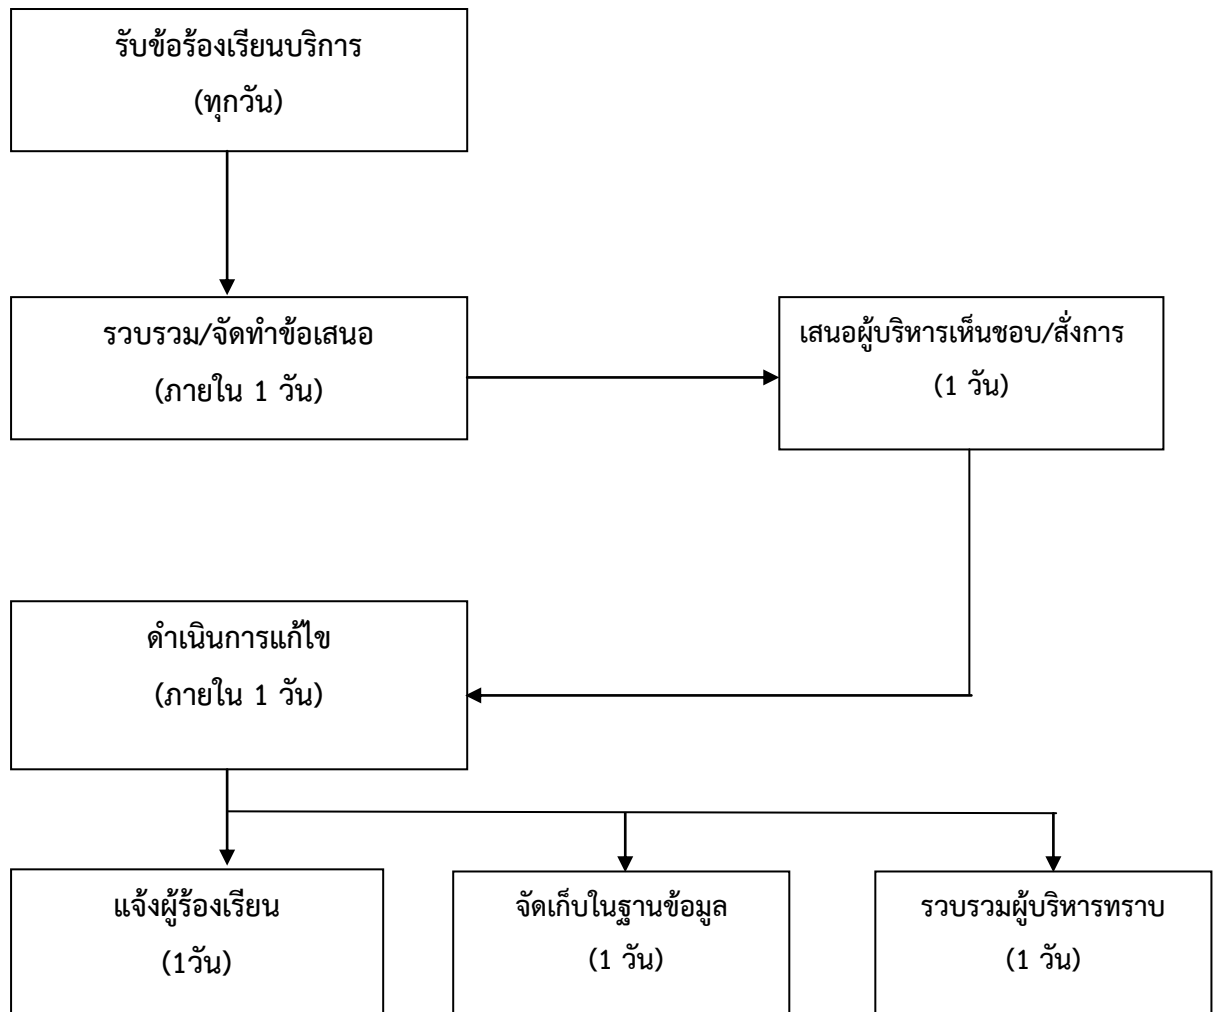 รับข้อร้องเรียนบริการ
(ทุกวัน)
รวบรวม/จัดทำข้อเสนอ
(ภายใน 1 วัน)
เสนอผู้บริหารเห็นชอบ/สั่งการ
(1 วัน)
ดำเนินการแก้ไข
(ภายใน 1 วัน)
แจ้งผู้ร้องเรียน
(1วัน)
จัดเก็บในฐานข้อมูล
(1 วัน)
รวบรวมผู้บริหารทราบ
(1 วัน)